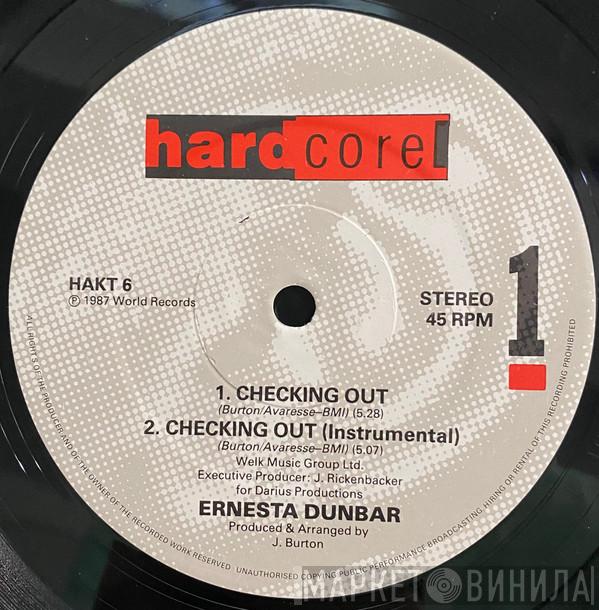 hardcore
HAKT 6
℗ 1987 World Records
STEREO
45 RPM
1
1. CHECKING OUT
(Burton/Avaresse–BMI) (5.28)
2. CHECKING OUT (Instrumental)
(Burton/Avaresse–BMI) (5.07)
Welk Music Group Ltd.
Executive Producer: J. Rickenbacker
for Darius Productions
ERNESTA DUNBAR
Produced & Arranged by
J. Burton
ALL RIGHTS OF THE PRODUCER AND OF THE OWNER OF THE RECORDED WORK RESERVED. UNAUTHORISED COPYING PUBLIC PERFORMANCE BROADCASTING, HIRING OR RENTAL OF THIS RECORDING PROHIBITED
МАРКЕТ ВИНИЛА